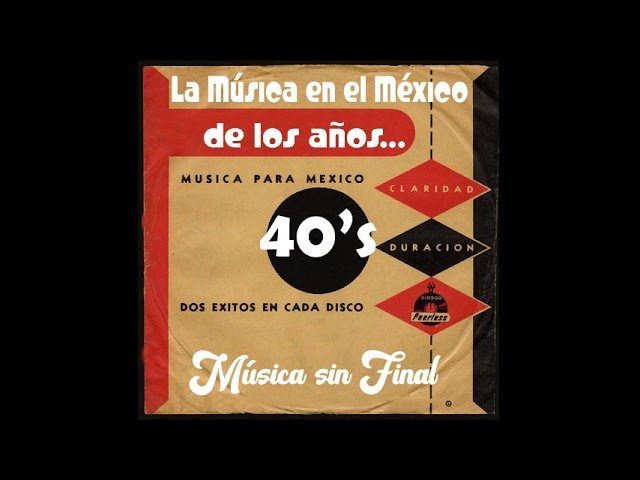 La Música en el México
de los años...
MUSICA PARA MEXICO
CLARIDAD
40's
DURACION
DOS EXITOS EN CADA DISCO
DISCOS
Peerless
Música sin Final